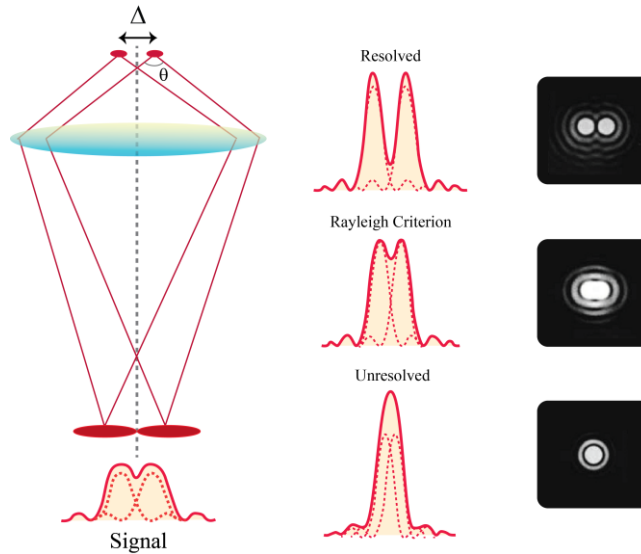 Δ
θ
Resolved
Rayleigh Criterion
Unresolved
Signal